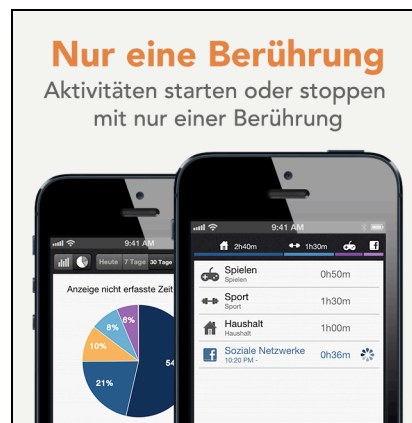 Nur eine Berührung
Aktivitäten starten oder stoppen
mit nur einer Berührung
9:41 AM
Heute 7 Tage 30 Tage
Anzeige nicht erfasste Zeit
6%
8%
10%
21%
54
9:41 AM
2h40m 1h30m
Spielen 0h50m
Spielen
Sport 1h30m
Sport
Haushalt 1h00m
Haushalt
Soziale Netzwerke 0h36m
10:20 PM -